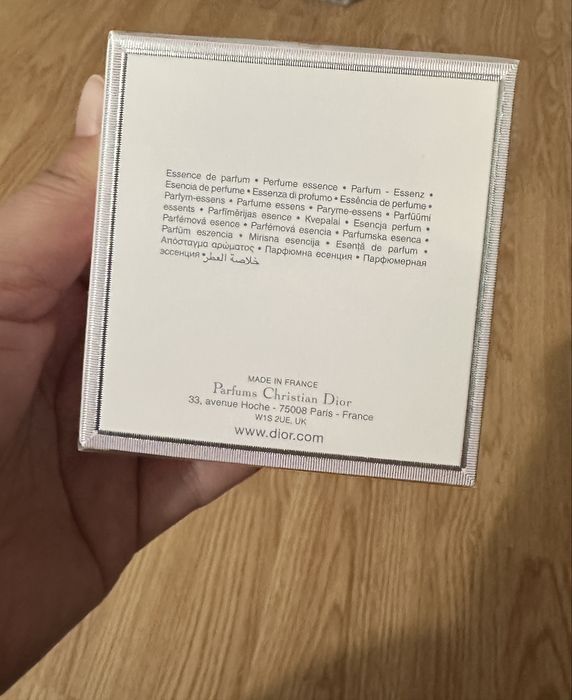 Essence de parfum • Perfume essence • Parfum - Essenz •
Esencia de perfume • Essenza di profumo • Essência de perfume •
Parfym-essens • Parfume essens • Paryme-essens • Parfüümi
essents • Parfimērijas esence • Kvepalai • Esencja perfum •
Parfémová esence • Parfémová esencia • Parfumska esenca •
Parfüm eszencia • Mirisna esencija • Esență de parfum •
Απόσταγμα αρώματος • Парфюмна есенция • Парфюмерная
эссенция • خلاصة العطر
MADE IN FRANCE
Parfums Christian Dior
33, avenue Hoche - 75008 Paris - France
W1S 2UE, UK
www.dior.com